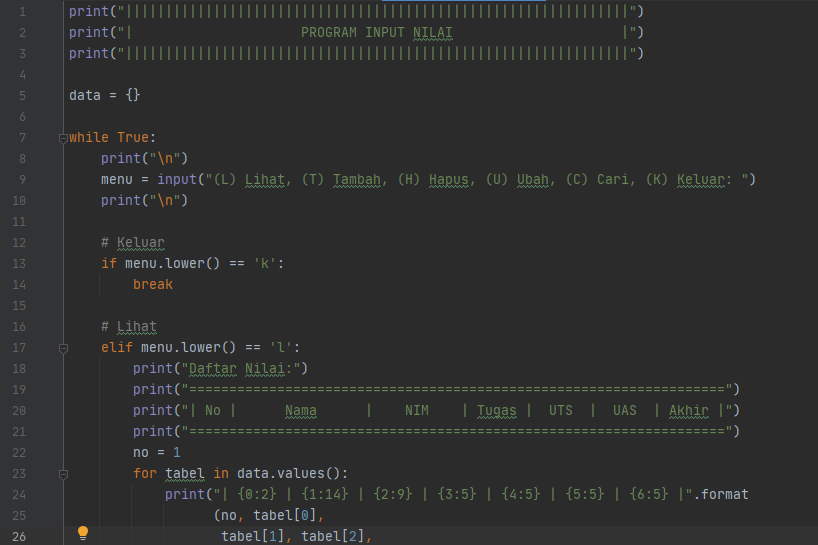 1 print("|||||||||||||||||||||||||||||||||||||||||||||||||||||||||||||||")
2 print("|                     PROGRAM INPUT NILAI                     |")
3 print("|||||||||||||||||||||||||||||||||||||||||||||||||||||||||||||||")
4
5 data = {}
6
7 while True:
8     print("\n")
9     menu = input("(L) Lihat, (T) Tambah, (H) Hapus, (U) Ubah, (C) Cari, (K) Keluar: ")
10     print("\n")
11
12     # Keluar
13     if menu.lower() == 'k':
14         break
15
16     # Lihat
17     elif menu.lower() == 'l':
18         print("Daftar Nilai:")
19         print("===================================================================")
20         print("| No |      Nama      |    NIM    | Tugas |  UTS  |  UAS  | Akhir |")
21         print("===================================================================")
22         no = 1
23         for tabel in data.values():
24             print("| {0:2} | {1:14} | {2:9} | {3:5} | {4:5} | {5:5} | {6:5} |".format
25                   (no, tabel[0],
26                    tabel[1], tabel[2],